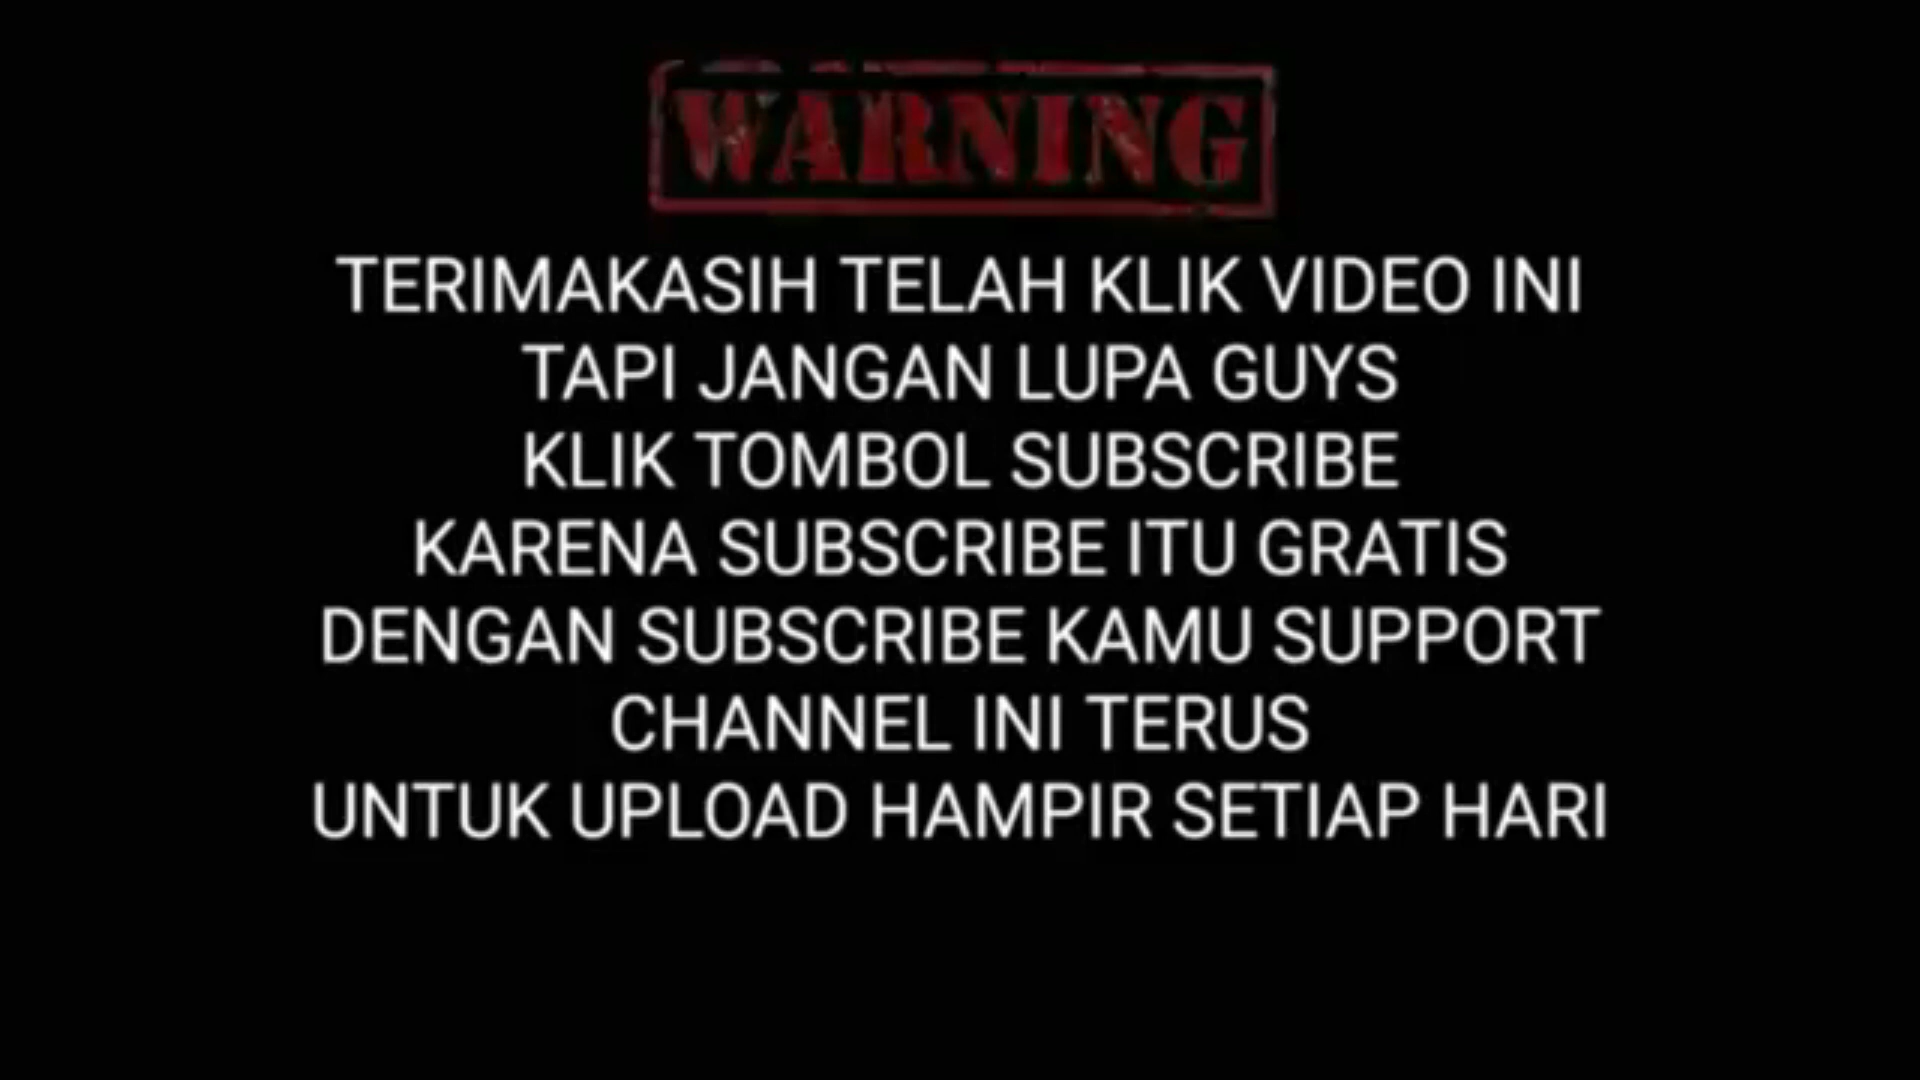 WARNING
TERIMAKASIH TELAH KLIK VIDEO INI
TAPI JANGAN LUPA GUYS
KLIK TOMBOL SUBSCRIBE
KARENA SUBSCRIBE ITU GRATIS
DENGAN SUBSCRIBE KAMU SUPPORT
CHANNEL INI TERUS
UNTUK UPLOAD HAMPIR SETIAP HARI